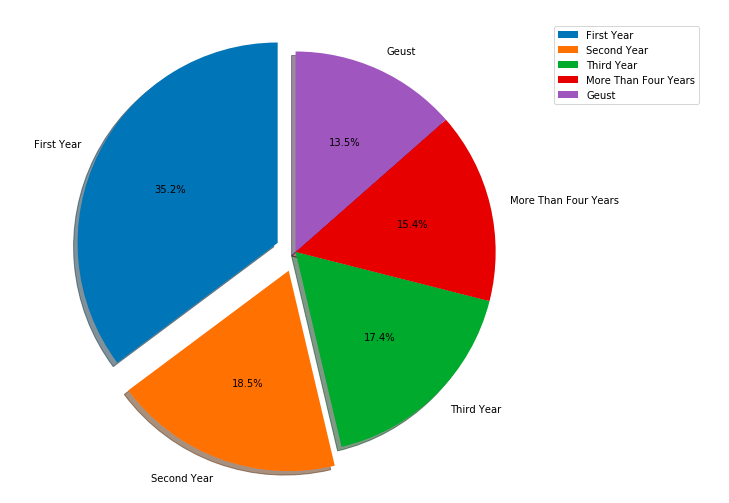 First Year
Second Year
Third Year
More Than Four Years
Geust
Geust
First Year
13.5%
35.2%
More Than Four Years
15.4%
17.4%
18.5%
Third Year
Second Year